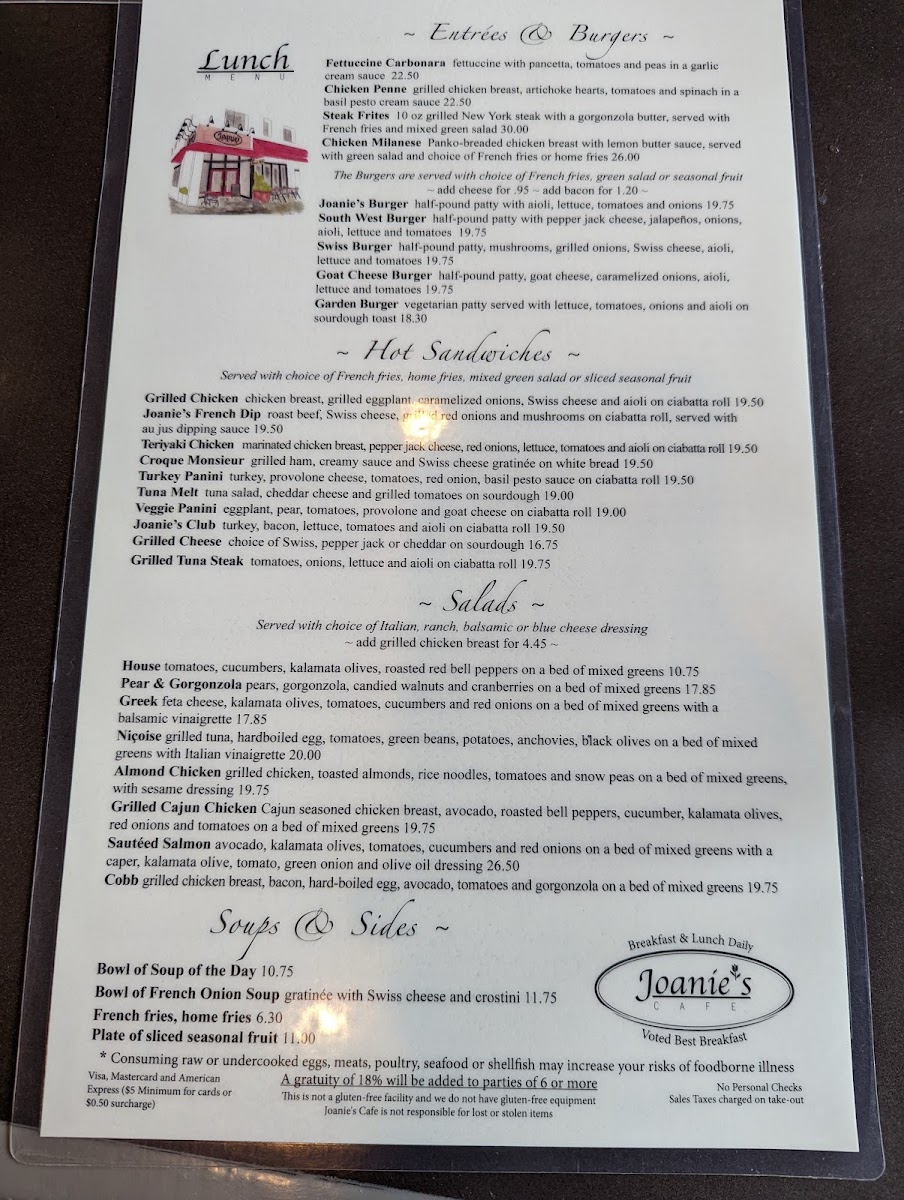 Lunch
MENU
~ Entrées & Burgers ~
Fettuccine Carbonara fettuccine with pancetta, tomatoes and peas in a garlic
cream sauce 22.50
Chicken Penne grilled chicken breast, artichoke hearts, tomatoes and spinach in a
basil pesto cream sauce 22.50
Steak Frites 10 oz grilled New York steak with a gorgonzola butter, served with
French fries and mixed green salad 30.00
Chicken Milanese Panko-breaded chicken breast with lemon butter sauce, served
with green salad and choice of French fries or home fries 26.00
The Burgers are served with choice of French fries, green salad or seasonal fruit
~ add cheese for .95 ~ add bacon for 1.20 ~
Joanie's Burger half-pound patty with aioli, lettuce, tomatoes and onions 19.75
South West Burger half-pound patty with pepper jack cheese, jalapeños, onions,
aioli, lettuce and tomatoes 19.75
Swiss Burger half-pound patty, mushrooms, grilled onions, Swiss cheese, aioli,
lettuce and tomatoes 19.75
Goat Cheese Burger half-pound patty, goat cheese, caramelized onions, aioli,
lettuce and tomatoes 19.75
Garden Burger vegetarian patty served with lettuce, tomatoes, onions and aioli on
sourdough toast 18.30
~ Hot Sandwiches ~
Served with choice of French fries, home fries, mixed green salad or sliced seasonal fruit
Grilled Chicken chicken breast, grilled eggplant, caramelized onions, Swiss cheese and aioli on ciabatta roll 19.50
Joanie's French Dip roast beef, Swiss cheese, grilled red onions and mushrooms on ciabatta roll, served with
au jus dipping sauce 19.50
Teriyaki Chicken marinated chicken breast, pepper jack cheese, red onions, lettuce, tomatoes and aioli on ciabatta roll 19.50
Croque Monsieur grilled ham, creamy sauce and Swiss cheese gratinée on white bread 19.50
Turkey Panini turkey, provolone cheese, tomatoes, red onion, basil pesto sauce on ciabatta roll 19.50
Tuna Melt tuna salad, cheddar cheese and grilled tomatoes on sourdough 19.00
Veggie Panini eggplant, pear, tomatoes, provolone and goat cheese on ciabatta roll 19.00
Joanie's Club turkey, bacon, lettuce, tomatoes and aioli on ciabatta roll 19.50
Grilled Cheese choice of Swiss, pepper jack or cheddar on sourdough 16.75
Grilled Tuna Steak tomatoes, onions, lettuce and aioli on ciabatta roll 19.75
~ Salads ~
Served with choice of Italian, ranch, balsamic or blue cheese dressing
~ add grilled chicken breast for 4.45 ~
House tomatoes, cucumbers, kalamata olives, roasted red bell peppers on a bed of mixed greens 10.75
Pear & Gorgonzola pears, gorgonzola, candied walnuts and cranberries on a bed of mixed greens 17.85
Greek feta cheese, kalamata olives, tomatoes, cucumbers and red onions on a bed of mixed greens with a
balsamic vinaigrette 17.85
Niçoise grilled tuna, hardboiled egg, tomatoes, green beans, potatoes, anchovies, black olives on a bed of mixed
greens with Italian vinaigrette 20.00
Almond Chicken grilled chicken, toasted almonds, rice noodles, tomatoes and snow peas on a bed of mixed greens,
with sesame dressing 19.75
Grilled Cajun Chicken Cajun seasoned chicken breast, avocado, roasted bell peppers, cucumber, kalamata olives,
red onions and tomatoes on a bed of mixed greens 19.75
Sautéed Salmon avocado, kalamata olives, tomatoes, cucumbers and red onions on a bed of mixed greens with a
caper, kalamata olive, tomato, green onion and olive oil dressing 26.50
Cobb grilled chicken breast, bacon, hard-boiled egg, avocado, tomatoes and gorgonzola on a bed of mixed greens 19.75
Soups & Sides ~
Bowl of Soup of the Day 10.75
Bowl of French Onion Soup gratinée with Swiss cheese and crostini 11.75
French fries, home fries 6.30
Plate of sliced seasonal fruit 11.00
Breakfast & Lunch Daily
Joanie's
CAFE
Voted Best Breakfast
* Consuming raw or undercooked eggs, meats, poultry, seafood or shellfish may increase your risks of foodborne illness
Visa, Mastercard and American
Express ($5 Minimum for cards or
$0.50 surcharge)
A gratuity of 18% will be added to parties of 6 or more
This is not a gluten-free facility and we do not have gluten-free equipment
Joanie's Cafe is not responsible for lost or stolen items
No Personal Checks
Sales Taxes charged on take-out